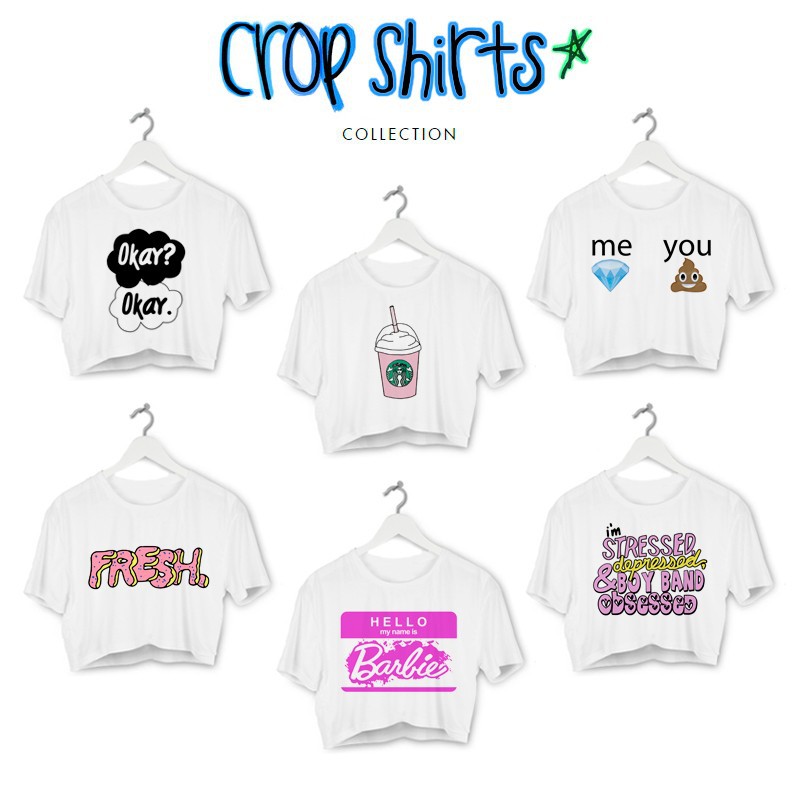 crop shirts
COLLECTION
Okay?
Okay.
me you
FRESH.
HELLO
my name is
Barbie
i'm
STRESSED,
depressed,
& BOY BAND
obsessed